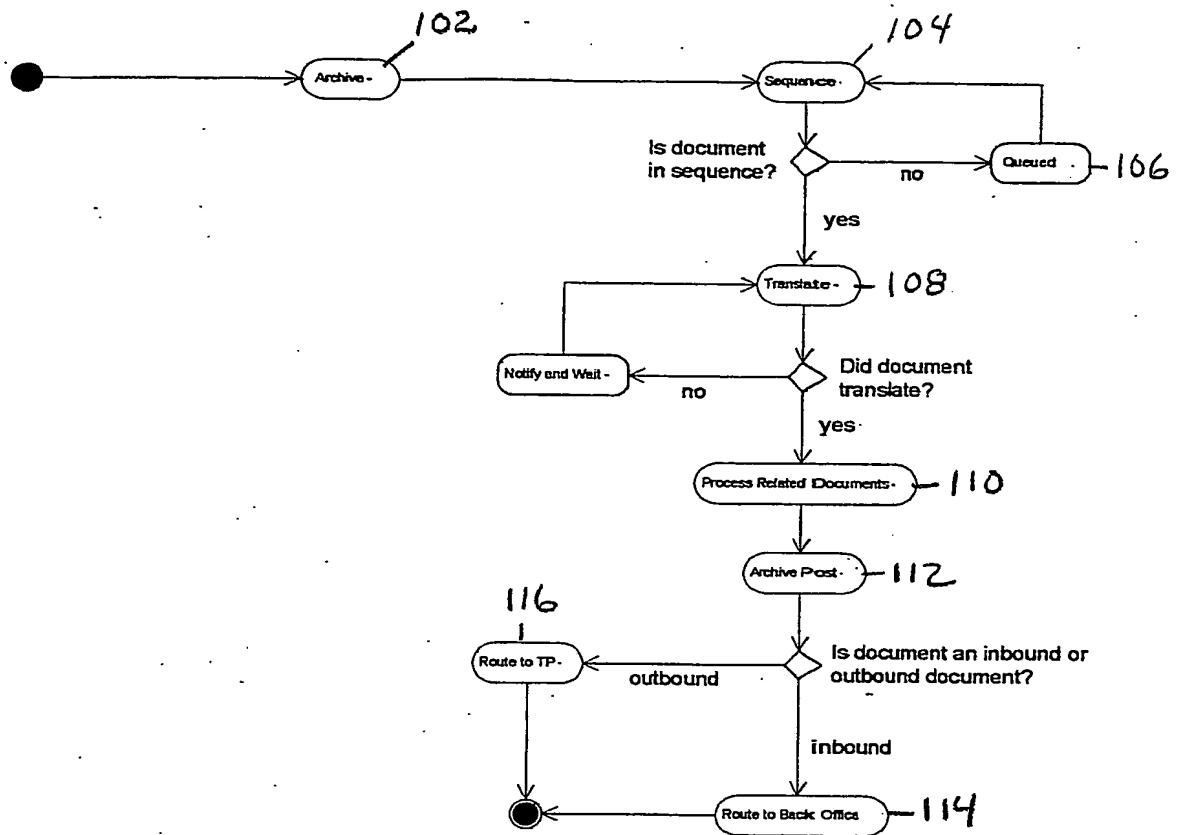 102
104
Archive-
Sequence-
Is document
in sequence?
no
Queued
106
yes
Translate-
108
Notify and Wait-
no
Did document
translate?
yes
Process Related Documents-
110
Archive Post-
112
116
Route to TP-
outbound
Is document an inbound or
outbound document?
inbound
Route to Back Office
114